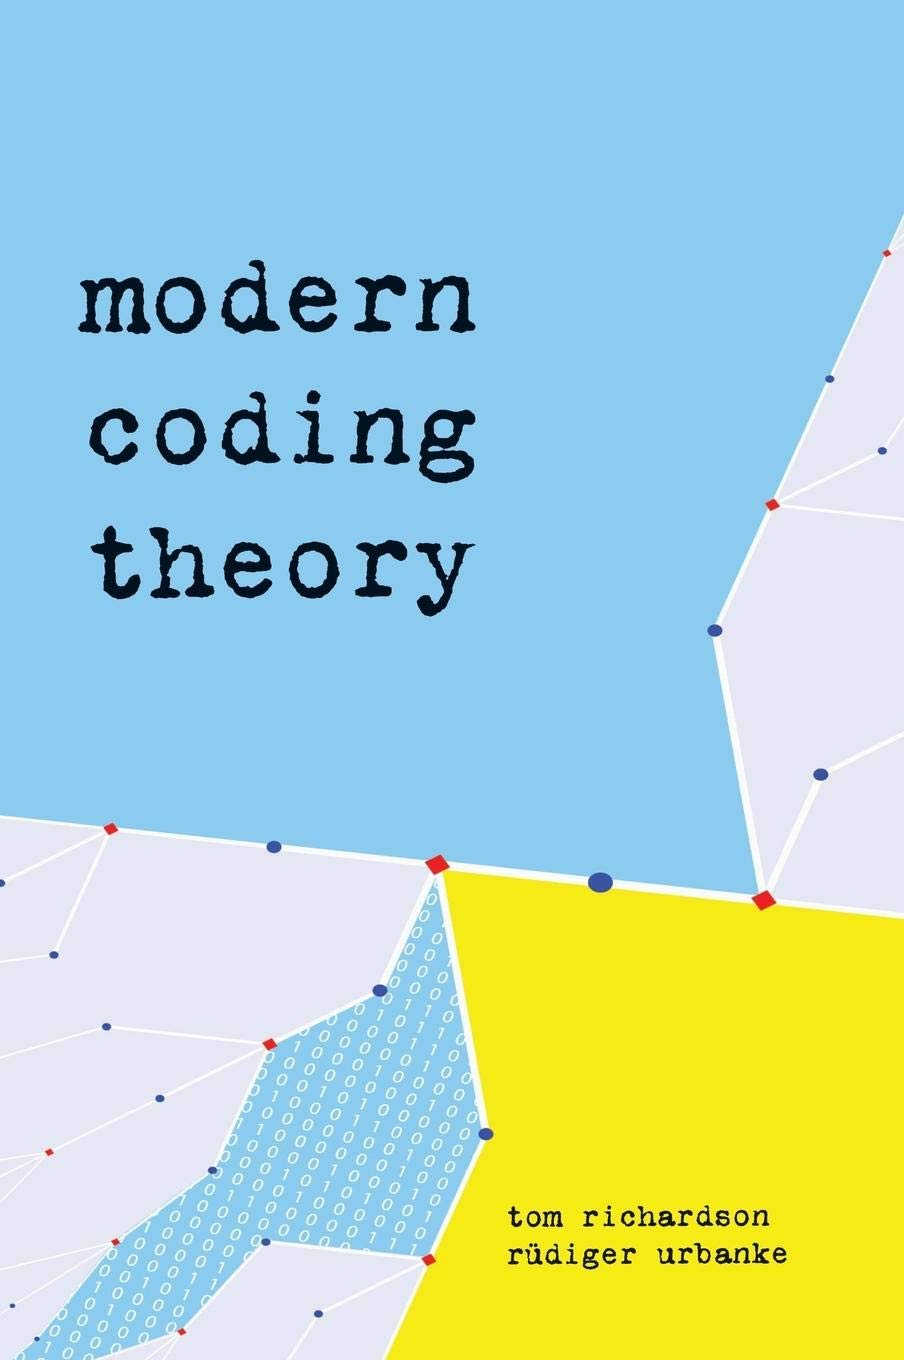 modern
coding
theory
tom richardson
rüdiger urbanke